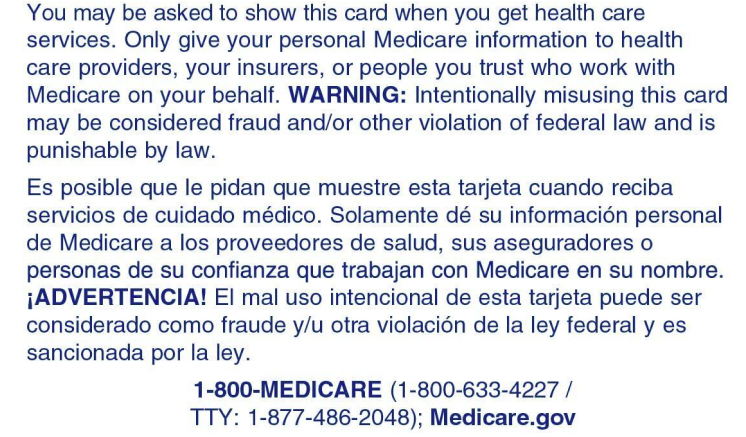 You may be asked to show this card when you get health care
services. Only give your personal Medicare information to health
care providers, your insurers, or people you trust who work with
Medicare on your behalf. WARNING: Intentionally misusing this card
may be considered fraud and/or other violation of federal law and is
punishable by law.
Es posible que le pidan que muestre esta tarjeta cuando reciba
servicios de cuidado médico. Solamente dé su información personal
de Medicare a los proveedores de salud, sus aseguradores o
personas de su confianza que trabajan con Medicare en su nombre.
¡ADVERTENCIA! El mal uso intencional de esta tarjeta puede ser
considerado como fraude y/u otra violación de la ley federal y es
sancionada por la ley.
1-800-MEDICARE (1-800-633-4227 /
TTY: 1-877-486-2048); Medicare.gov